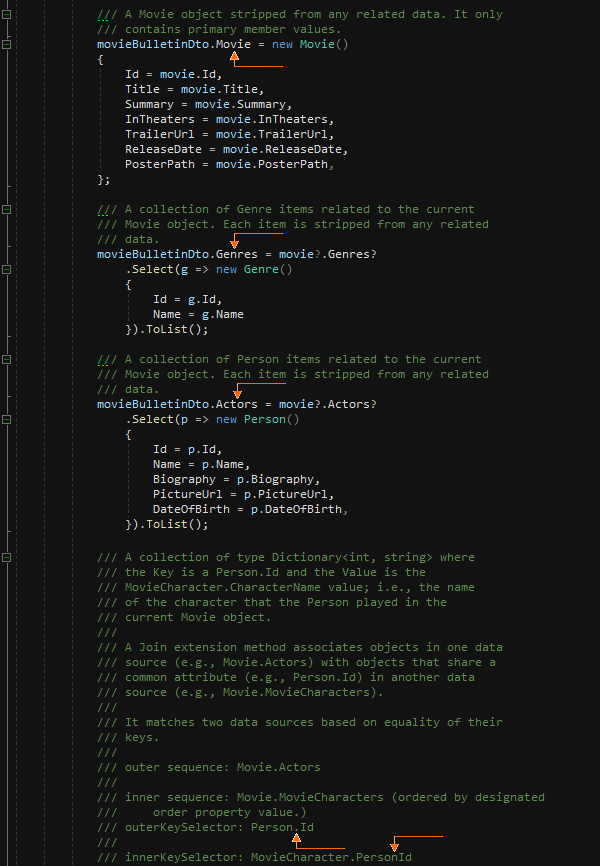 /// A Movie object stripped from any related data. It only
/// contains primary member values.
movieBulletinDto.Movie = new Movie()
{
    Id = movie.Id,
    Title = movie.Title,
    Summary = movie.Summary,
    InTheaters = movie.InTheaters,
    TrailerUrl = movie.TrailerUrl,
    ReleaseDate = movie.ReleaseDate,
    PosterPath = movie.PosterPath,
};
/// A collection of Genre items related to the current
/// Movie object. Each item is stripped from any related
/// data.
movieBulletinDto.Genres = movie?.Genres?
    .Select(g => new Genre()
    {
        Id = g.Id,
        Name = g.Name
    }).ToList();
/// A collection of Person items related to the current
/// Movie object. Each item is stripped from any related
/// data.
movieBulletinDto.Actors = movie?.Actors?
    .Select(p => new Person()
    {
        Id = p.Id,
        Name = p.Name,
        Biography = p.Biography,
        PictureUrl = p.PictureUrl,
        DateOfBirth = p.DateOfBirth,
    }).ToList();
/// A collection of type Dictionary<int, string> where
/// the Key is a Person.Id and the Value is the
/// MovieCharacter.CharacterName value; i.e., the name
/// of the character that the Person played in the
/// current Movie object.
///
/// A Join extension method associates objects in one data
/// source (e.g., Movie.Actors) with objects that share a
/// common attribute (e.g., Person.Id) in another data
/// source (e.g., Movie.MovieCharacters).
///
/// It matches two data sources based on equality of their
/// keys.
///
/// outer sequence: Movie.Actors
///
/// inner sequence: Movie.MovieCharacters (ordered by designated
///     order property value.)
/// outerKeySelector: Person.Id
///
/// innerKeySelector: MovieCharacter.PersonId